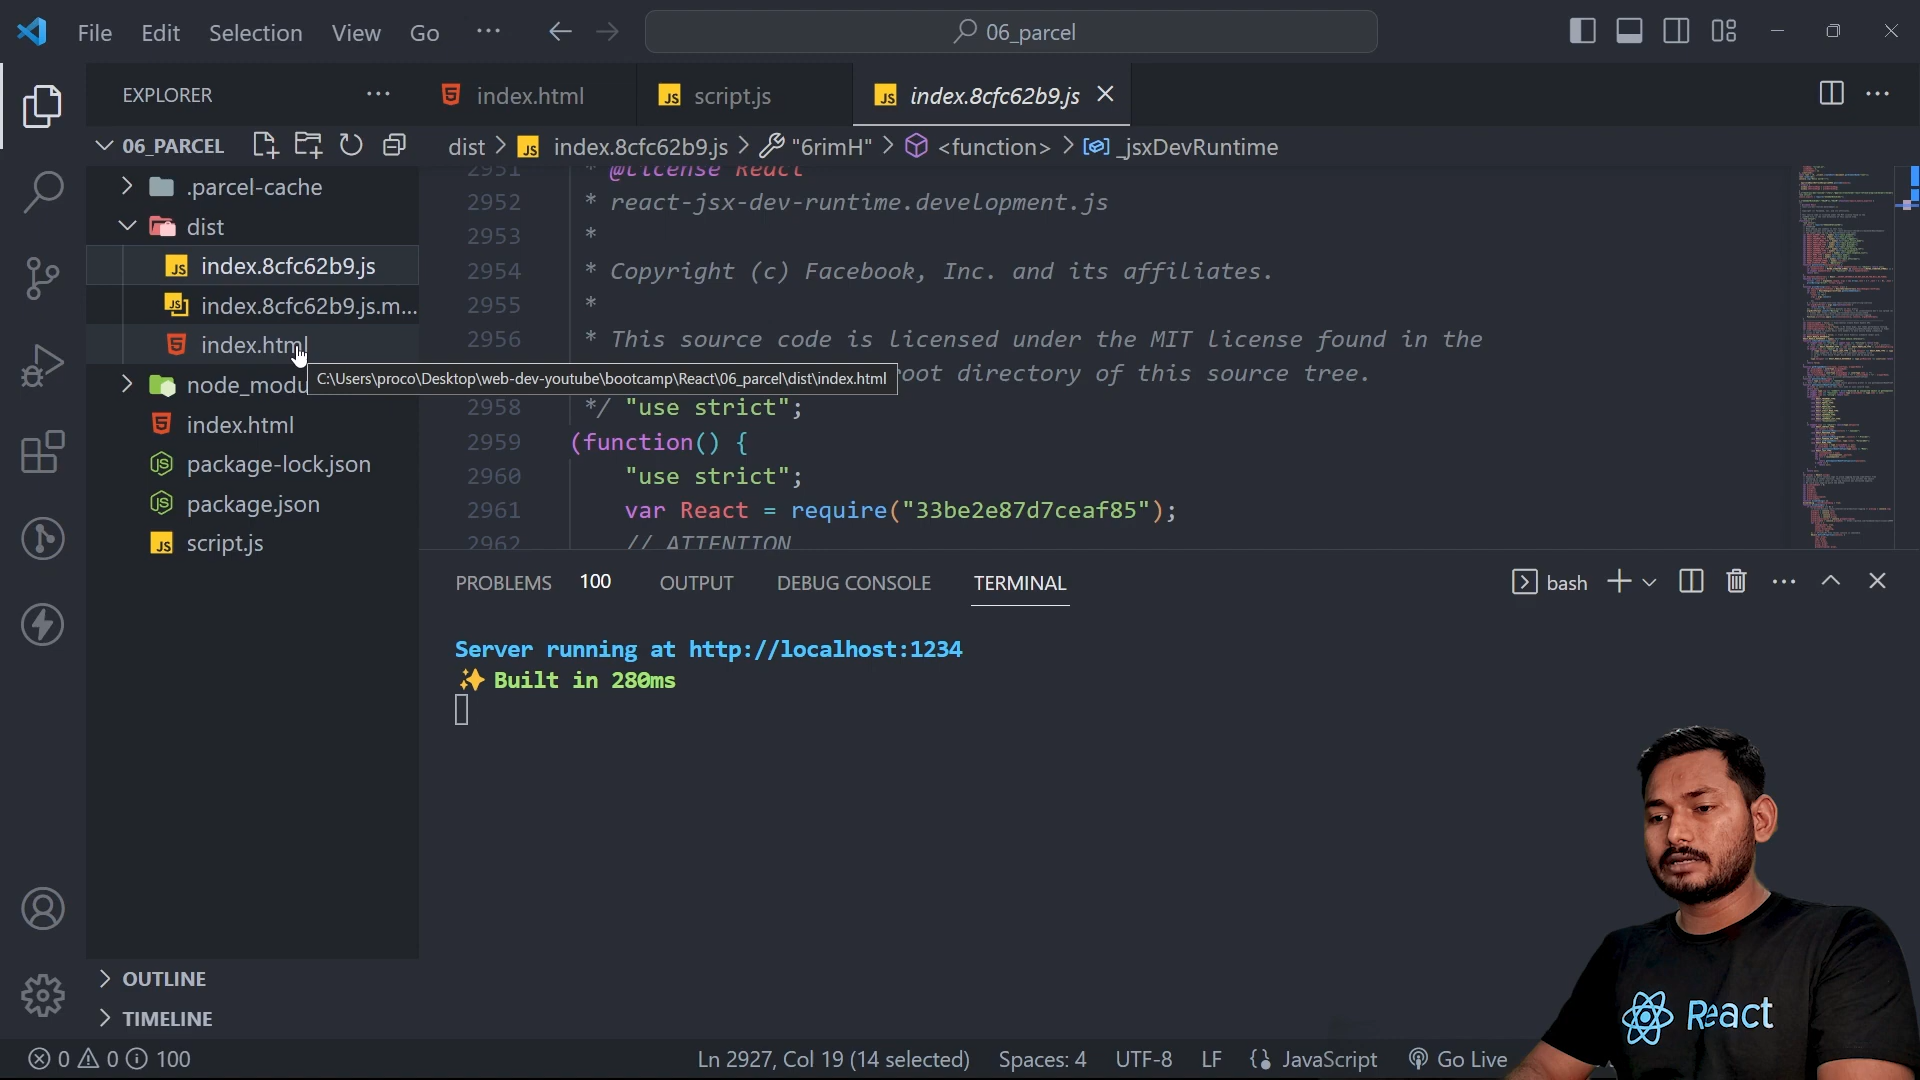 File Edit Selection View Go ··· 06_parcel
EXPLORER ···
index.html script.js index.8cfc62b9.js
06_PARCEL
dist > index.8cfc62b9.js > "6rimH" > <function> > _jsxDevRuntime
.parcel-cache
dist
index.8cfc62b9.js
index.8cfc62b9.js.m...
index.html
C:\Users\proco\Desktop\web-dev-youtube\bootcamp\React\06_parcel\dist\index.html
node_modu
index.html
package-lock.json
package.json
script.js
2951 * @license React
2952 * react-jsx-dev-runtime.development.js
2953 *
2954 * Copyright (c) Facebook, Inc. and its affiliates.
2955 *
2956 * This source code is licensed under the MIT license found in the
oot directory of this source tree.
2958 */ "use strict";
2959 (function() {
2960 "use strict";
2961 var React = require("33be2e87d7ceaf85");
2962 // ATTENTION
PROBLEMS 100 OUTPUT DEBUG CONSOLE TERMINAL bash
Server running at http://localhost:1234
✨ Built in 280ms
OUTLINE
TIMELINE
React
0 0 100
Ln 2927, Col 19 (14 selected) Spaces: 4 UTF-8 LF JavaScript Go Live